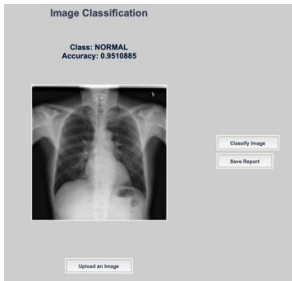 Image Classification
Class: NORMAL
Accuracy: 0.9510885
Classify Image
Save Report
Upload an Image